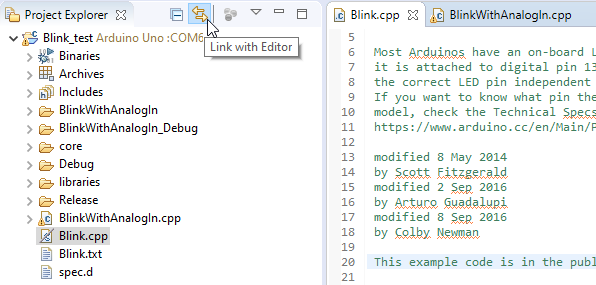 Project Explorer
Blink_test Arduino Uno :COM6
Link with Editor
Binaries
Archives
Includes
BlinkWithAnalogIn
BlinkWithAnalogIn_Debug
core
Debug
libraries
Release
BlinkWithAnalogIn.cpp
Blink.cpp
Blink.txt
spec.d
Blink.cpp
BlinkWithAnalogIn.cpp
5
6 Most Arduinos have an on-board L
7 it is attached to digital pin 13
8 the correct LED pin independent
9 If you want to know what pin the
10 model, check the Technical Specs
11 https://www.arduino.cc/en/Main/P
12
13 modified 8 May 2014
14 by Scott Fitzgerald
15 modified 2 Sep 2016
16 by Arturo Guadalupi
17 modified 8 Sep 2016
18 by Colby Newman
19
20 This example code is in the publ
21